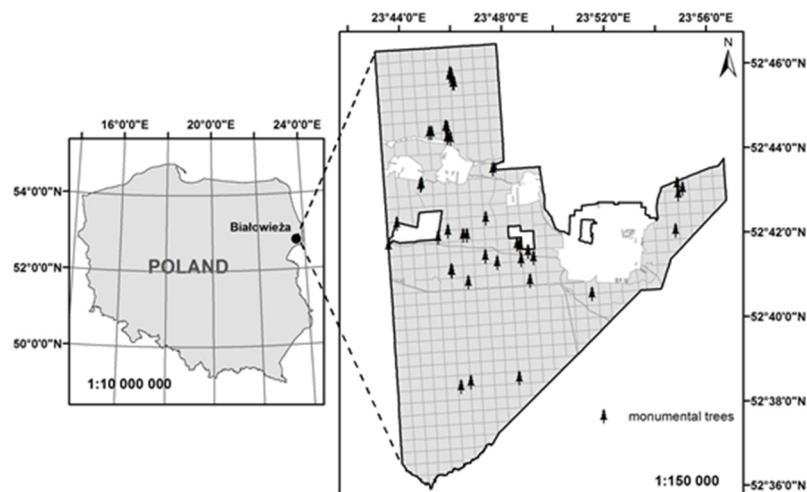 16°0'0"E 20°0'0"E 24°0'0"E
54°0'0"N
52°0'0"N
50°0'0"N
Białowieża
POLAND
1:10 000 000
23°44'0"E 23°48'0"E 23°52'0"E 23°56'0"E
N
52°46'0"N
52°44'0"N
52°42'0"N
52°40'0"N
52°38'0"N
52°36'0"N
monumental trees
1:150 000